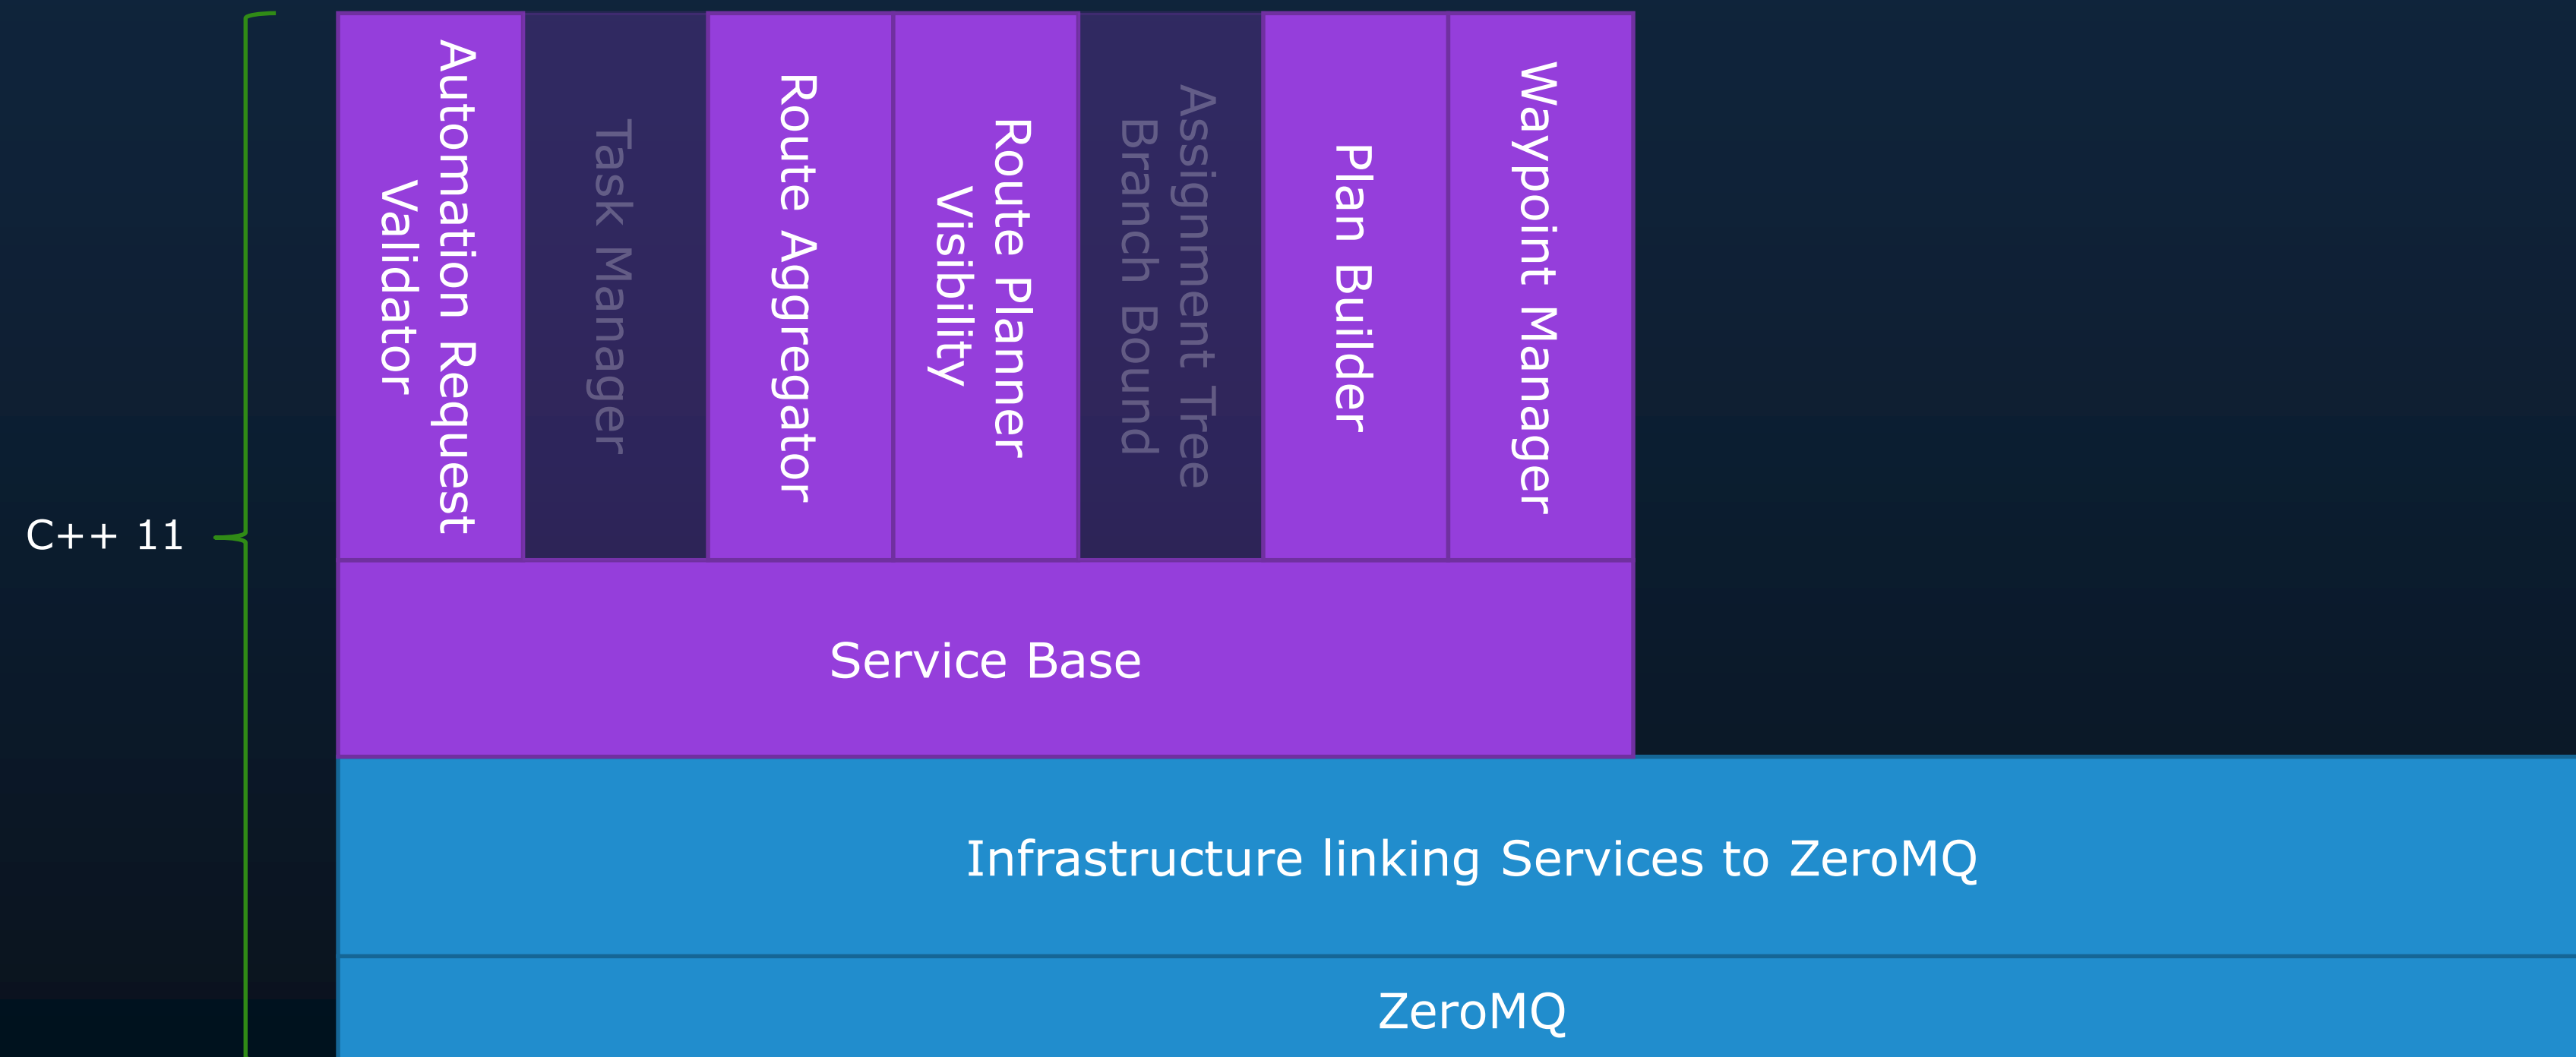 Automation Request
Validator
Task Manager
Route Aggregator
Route Planner
Visibility
Assignment Tree
Branch Bound
Plan Builder
Waypoint Manager
C++ 11
Service Base
Infrastructure linking Services to ZeroMQ
ZeroMQ